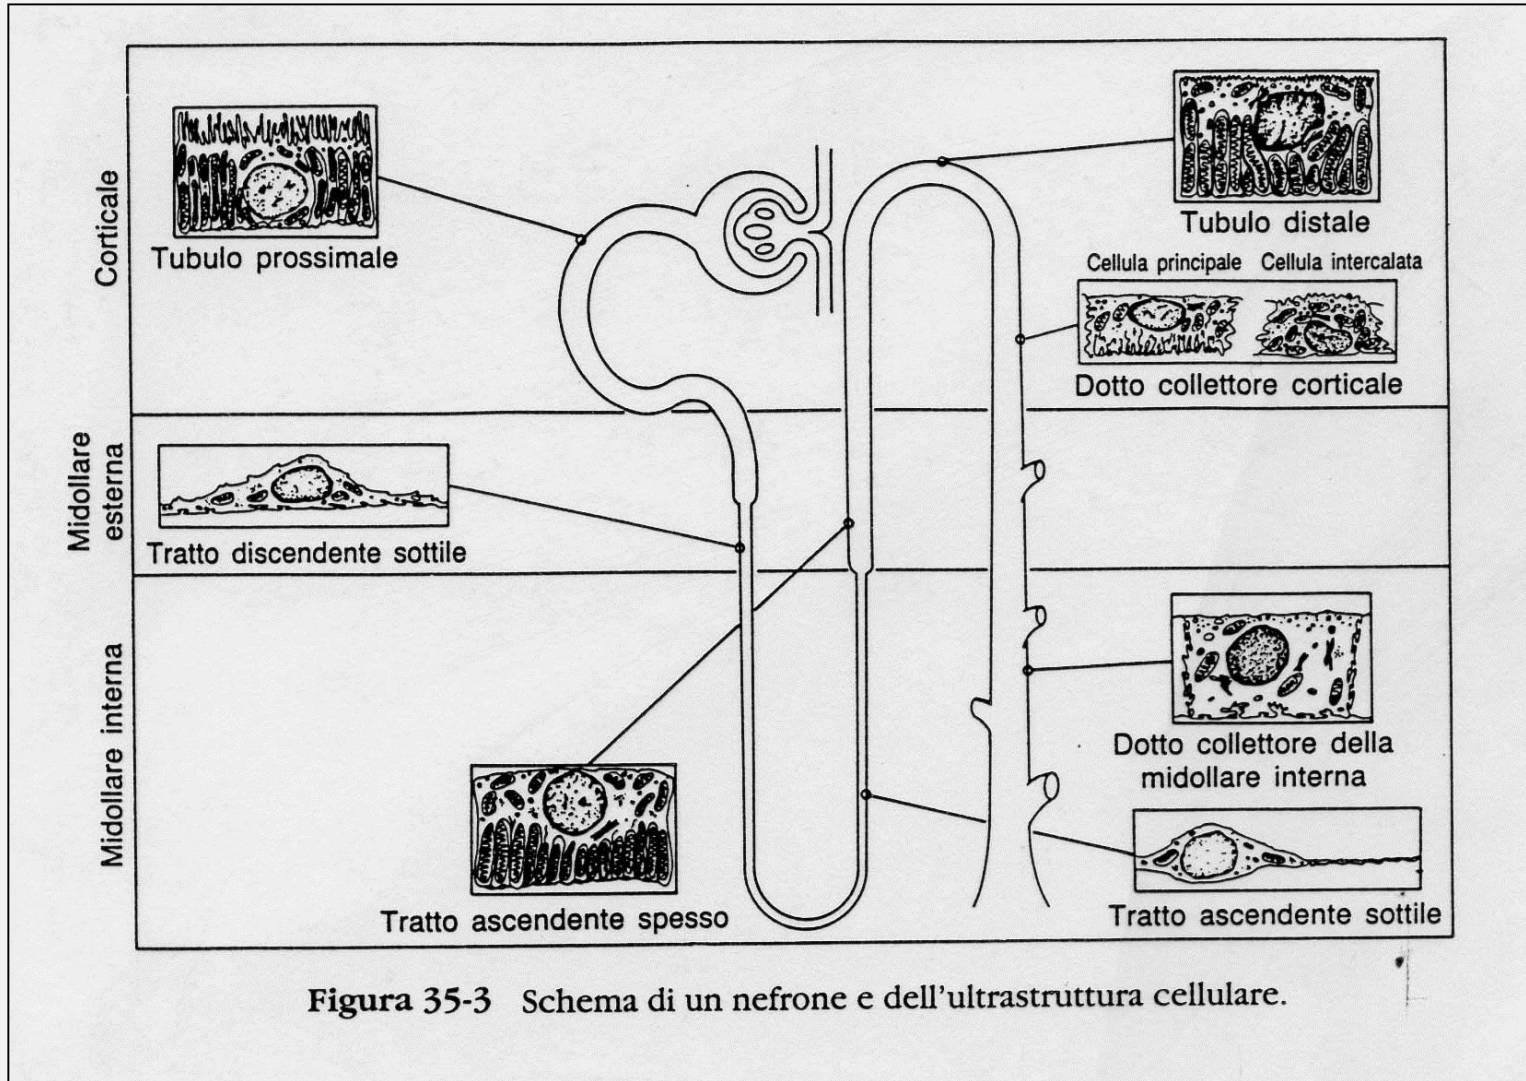 Corticale
Tubulo prossimale
Tubulo distale
Cellula principale Cellula intercalata
Dotto collettore corticale
Midollare
esterna
Tratto discendente sottile
Midollare interna
Dotto collettore della
midollare interna
Tratto ascendente spesso
Tratto ascendente sottile
Figura 35-3 Schema di un nefrone e dell'ultrastruttura cellulare.